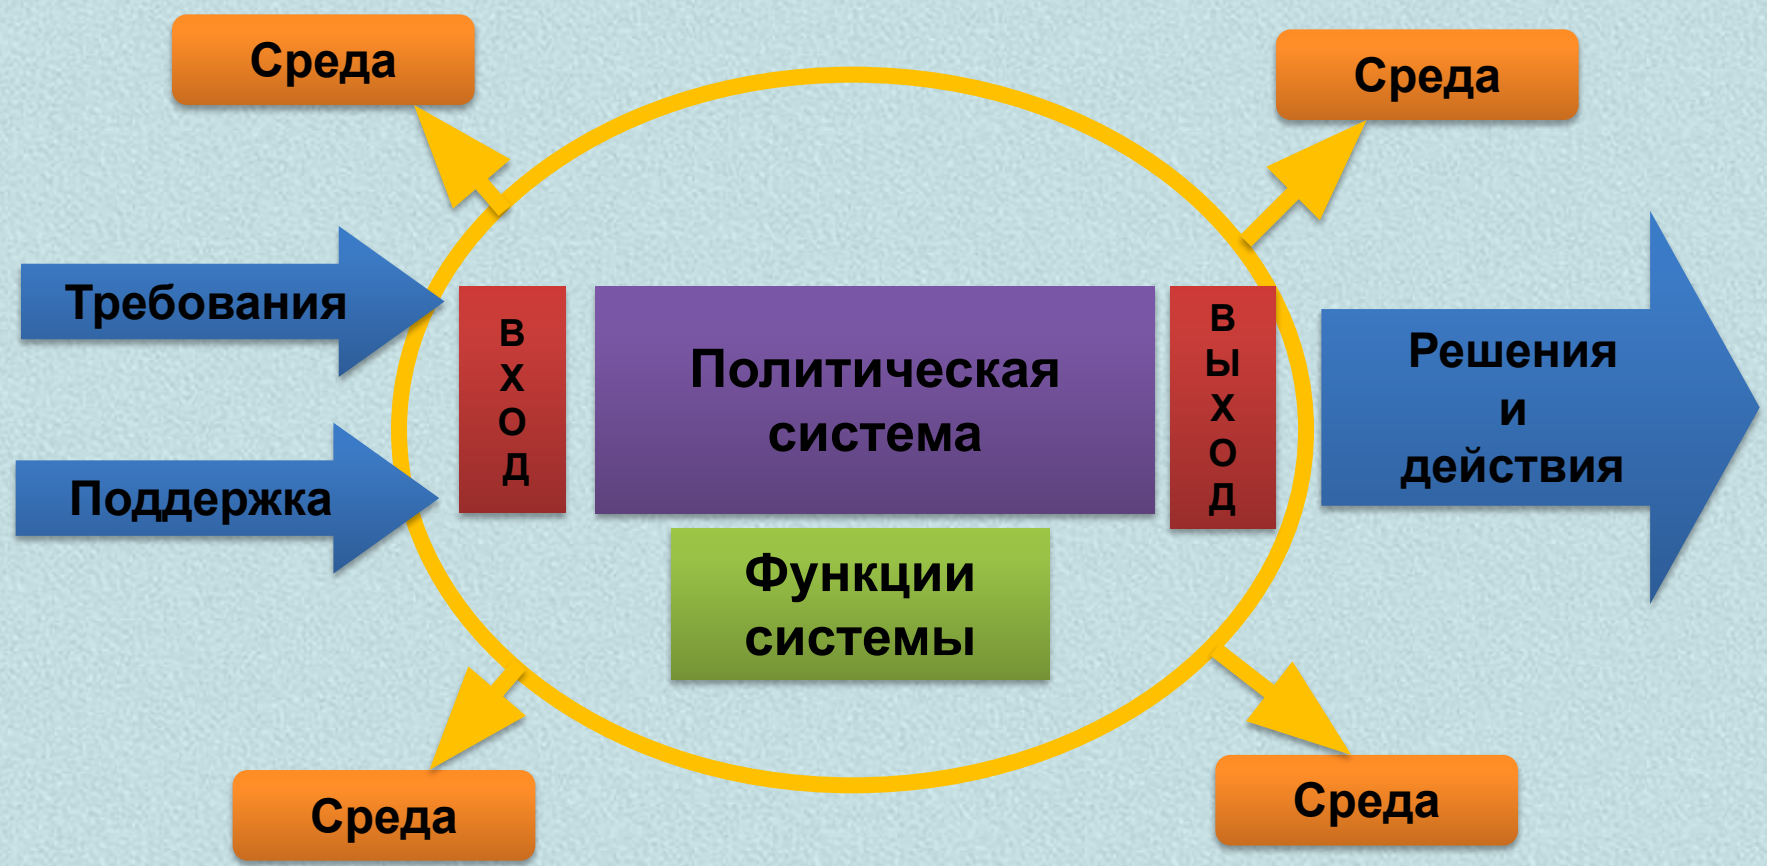 Среда
Среда
Требования
Поддержка
В
Х
О
Д
Политическая
система
В
Ы
Х
О
Д
Решения
и
действия
Функции
системы
Среда
Среда